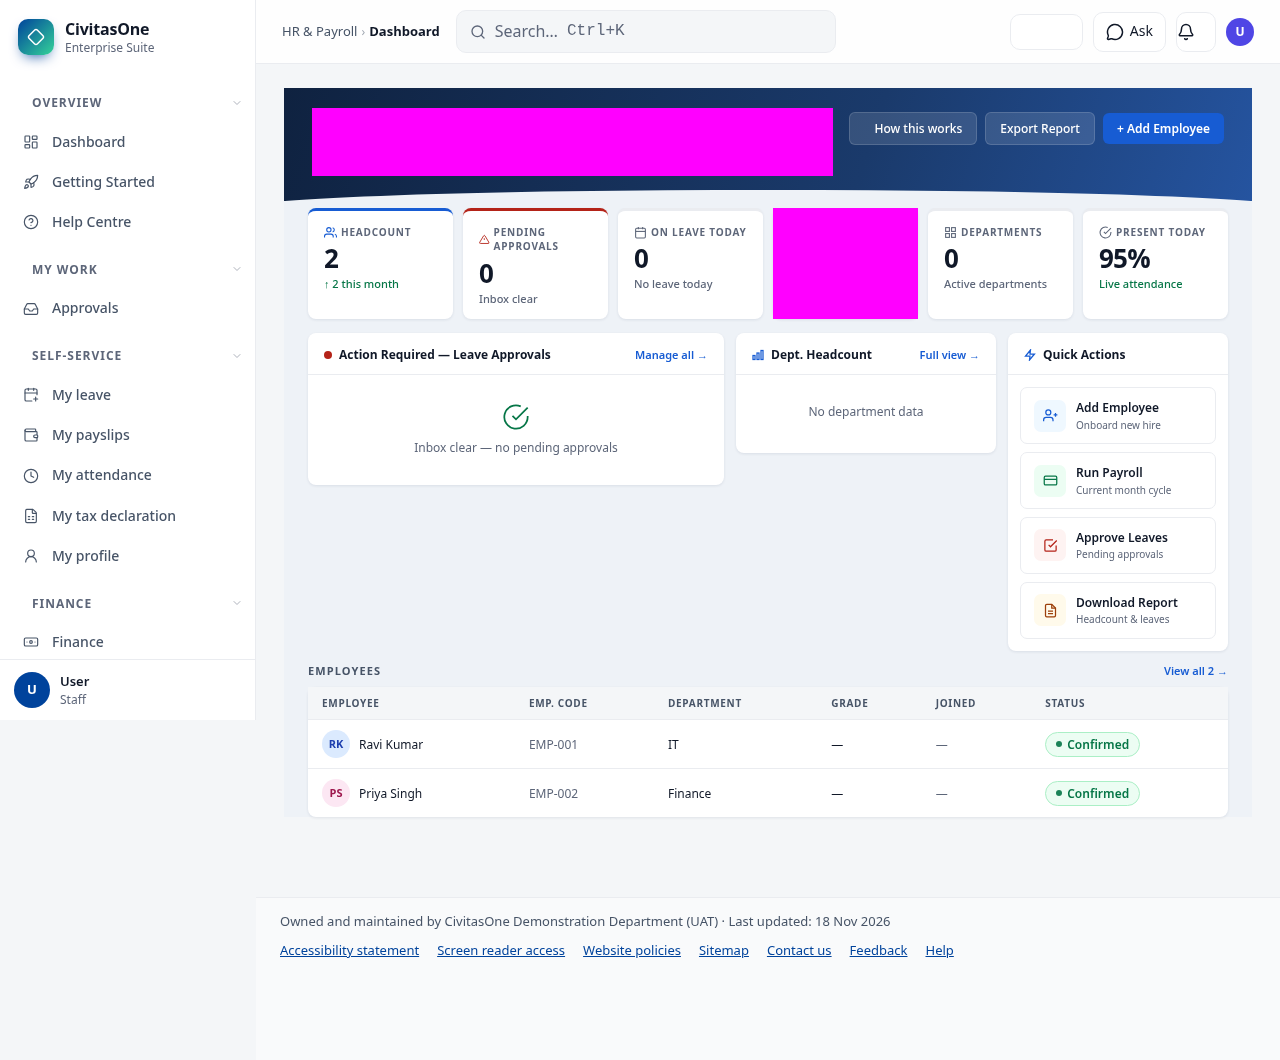 CivitasOne
Enterprise Suite
HR & Payroll › Dashboard
Search... Ctrl+K
Ask
U
OVERVIEW
Dashboard
Getting Started
Help Centre
MY WORK
Approvals
SELF-SERVICE
My leave
My payslips
My attendance
My tax declaration
My profile
FINANCE
Finance
U
User
Staff
How this works
Export Report
+ Add Employee
HEADCOUNT
2
↑ 2 this month
PENDING
APPROVALS
0
Inbox clear
ON LEAVE TODAY
0
No leave today
DEPARTMENTS
0
Active departments
PRESENT TODAY
95%
Live attendance
Action Required — Leave Approvals
Manage all →
Inbox clear — no pending approvals
Dept. Headcount
Full view →
No department data
Quick Actions
Add Employee
Onboard new hire
Run Payroll
Current month cycle
Approve Leaves
Pending approvals
Download Report
Headcount & leaves
EMPLOYEES
View all 2 →
EMPLOYEE EMP. CODE DEPARTMENT GRADE JOINED STATUS
RK Ravi Kumar EMP-001 IT — — Confirmed
PS Priya Singh EMP-002 Finance — — Confirmed
Owned and maintained by CivitasOne Demonstration Department (UAT) · Last updated: 18 Nov 2026
Accessibility statement Screen reader access Website policies Sitemap Contact us Feedback Help